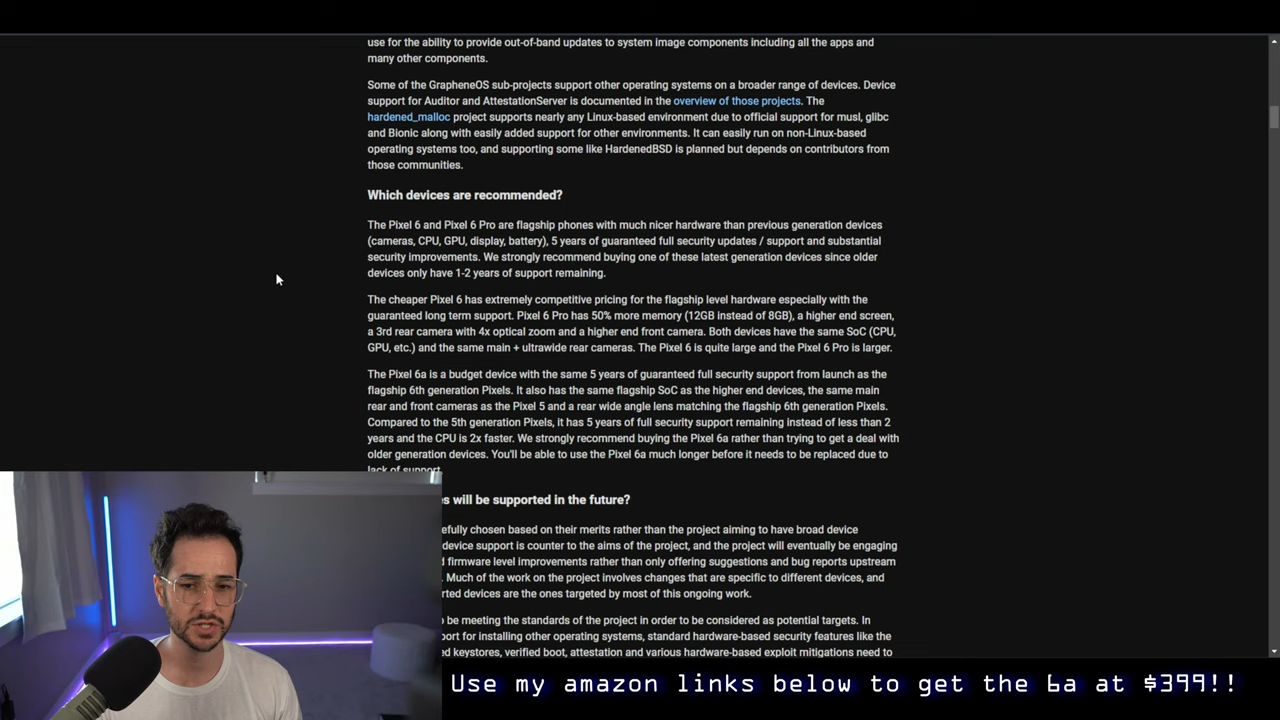 use for the ability to provide out-of-band updates to system image components including all the apps and
many other components.
Some of the GrapheneOS sub-projects support other operating systems on a broader range of devices. Device
support for Auditor and AttestationServer is documented in the overview of those projects. The
hardened_malloc project supports nearly any Linux-based environment due to official support for musl, glibc
and Bionic along with easily added support for other environments. It can easily run on non-Linux-based
operating systems too, and supporting some like HardenedBSD is planned but depends on contributors from
those communities.
Which devices are recommended?
The Pixel 6 and Pixel 6 Pro are flagship phones with much nicer hardware than previous generation devices
(cameras, CPU, GPU, display, battery), 5 years of guaranteed full security updates / support and substantial
security improvements. We strongly recommend buying one of these latest generation devices since older
devices only have 1-2 years of support remaining.
The cheaper Pixel 6 has extremely competitive pricing for the flagship level hardware especially with the
guaranteed long term support. Pixel 6 Pro has 50% more memory (12GB instead of 8GB), a higher end screen,
a 3rd rear camera with 4x optical zoom and a higher end front camera. Both devices have the same SoC (CPU,
GPU, etc.) and the same main + ultrawide rear cameras. The Pixel 6 is quite large and the Pixel 6 Pro is larger.
The Pixel 6a is a budget device with the same 5 years of guaranteed full security support from launch as the
flagship 6th generation Pixels. It also has the same flagship SoC as the higher end devices, the same main
rear and front cameras as the Pixel 5 and a rear wide angle lens matching the flagship 6th generation Pixels.
Compared to the 5th generation Pixels, it has 5 years of full security support remaining instead of less than 2
years and the CPU is 2x faster. We strongly recommend buying the Pixel 6a rather than trying to get a deal with
older generation devices. You'll be able to use the Pixel 6a much longer before it needs to be replaced due to
lack of support.
es will be supported in the future?
efully chosen based on their merits rather than the project aiming to have broad device
device support is counter to the aims of the project, and the project will eventually be engaging
firmware level improvements rather than only offering suggestions and bug reports upstream
Much of the work on the project involves changes that are specific to different devices, and
rted devices are the ones targeted by most of this ongoing work.
be meeting the standards of the project in order to be considered as potential targets. In
port for installing other operating systems, standard hardware-based security features like the
ed keystores, verified boot, attestation and various hardware-based exploit mitigations need to
Use my amazon links below to get the 6a at $399!!